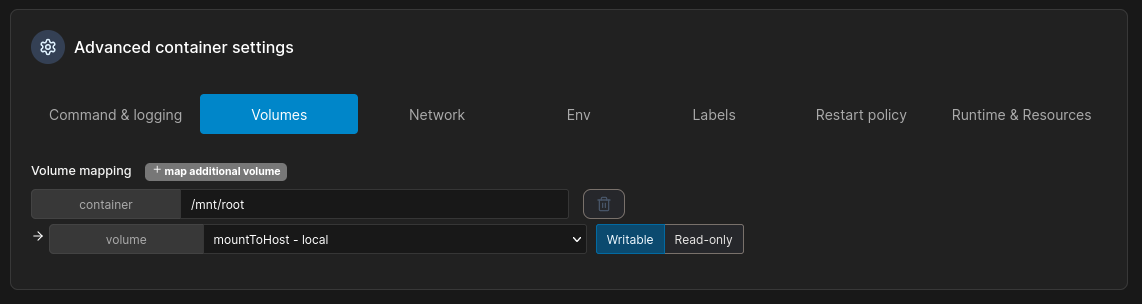 Advanced container settings
Command & logging Volumes Network Env Labels Restart policy Runtime & Resources
Volume mapping + map additional volume
container /mnt/root
→ volume mountToHost - local Writable Read-only